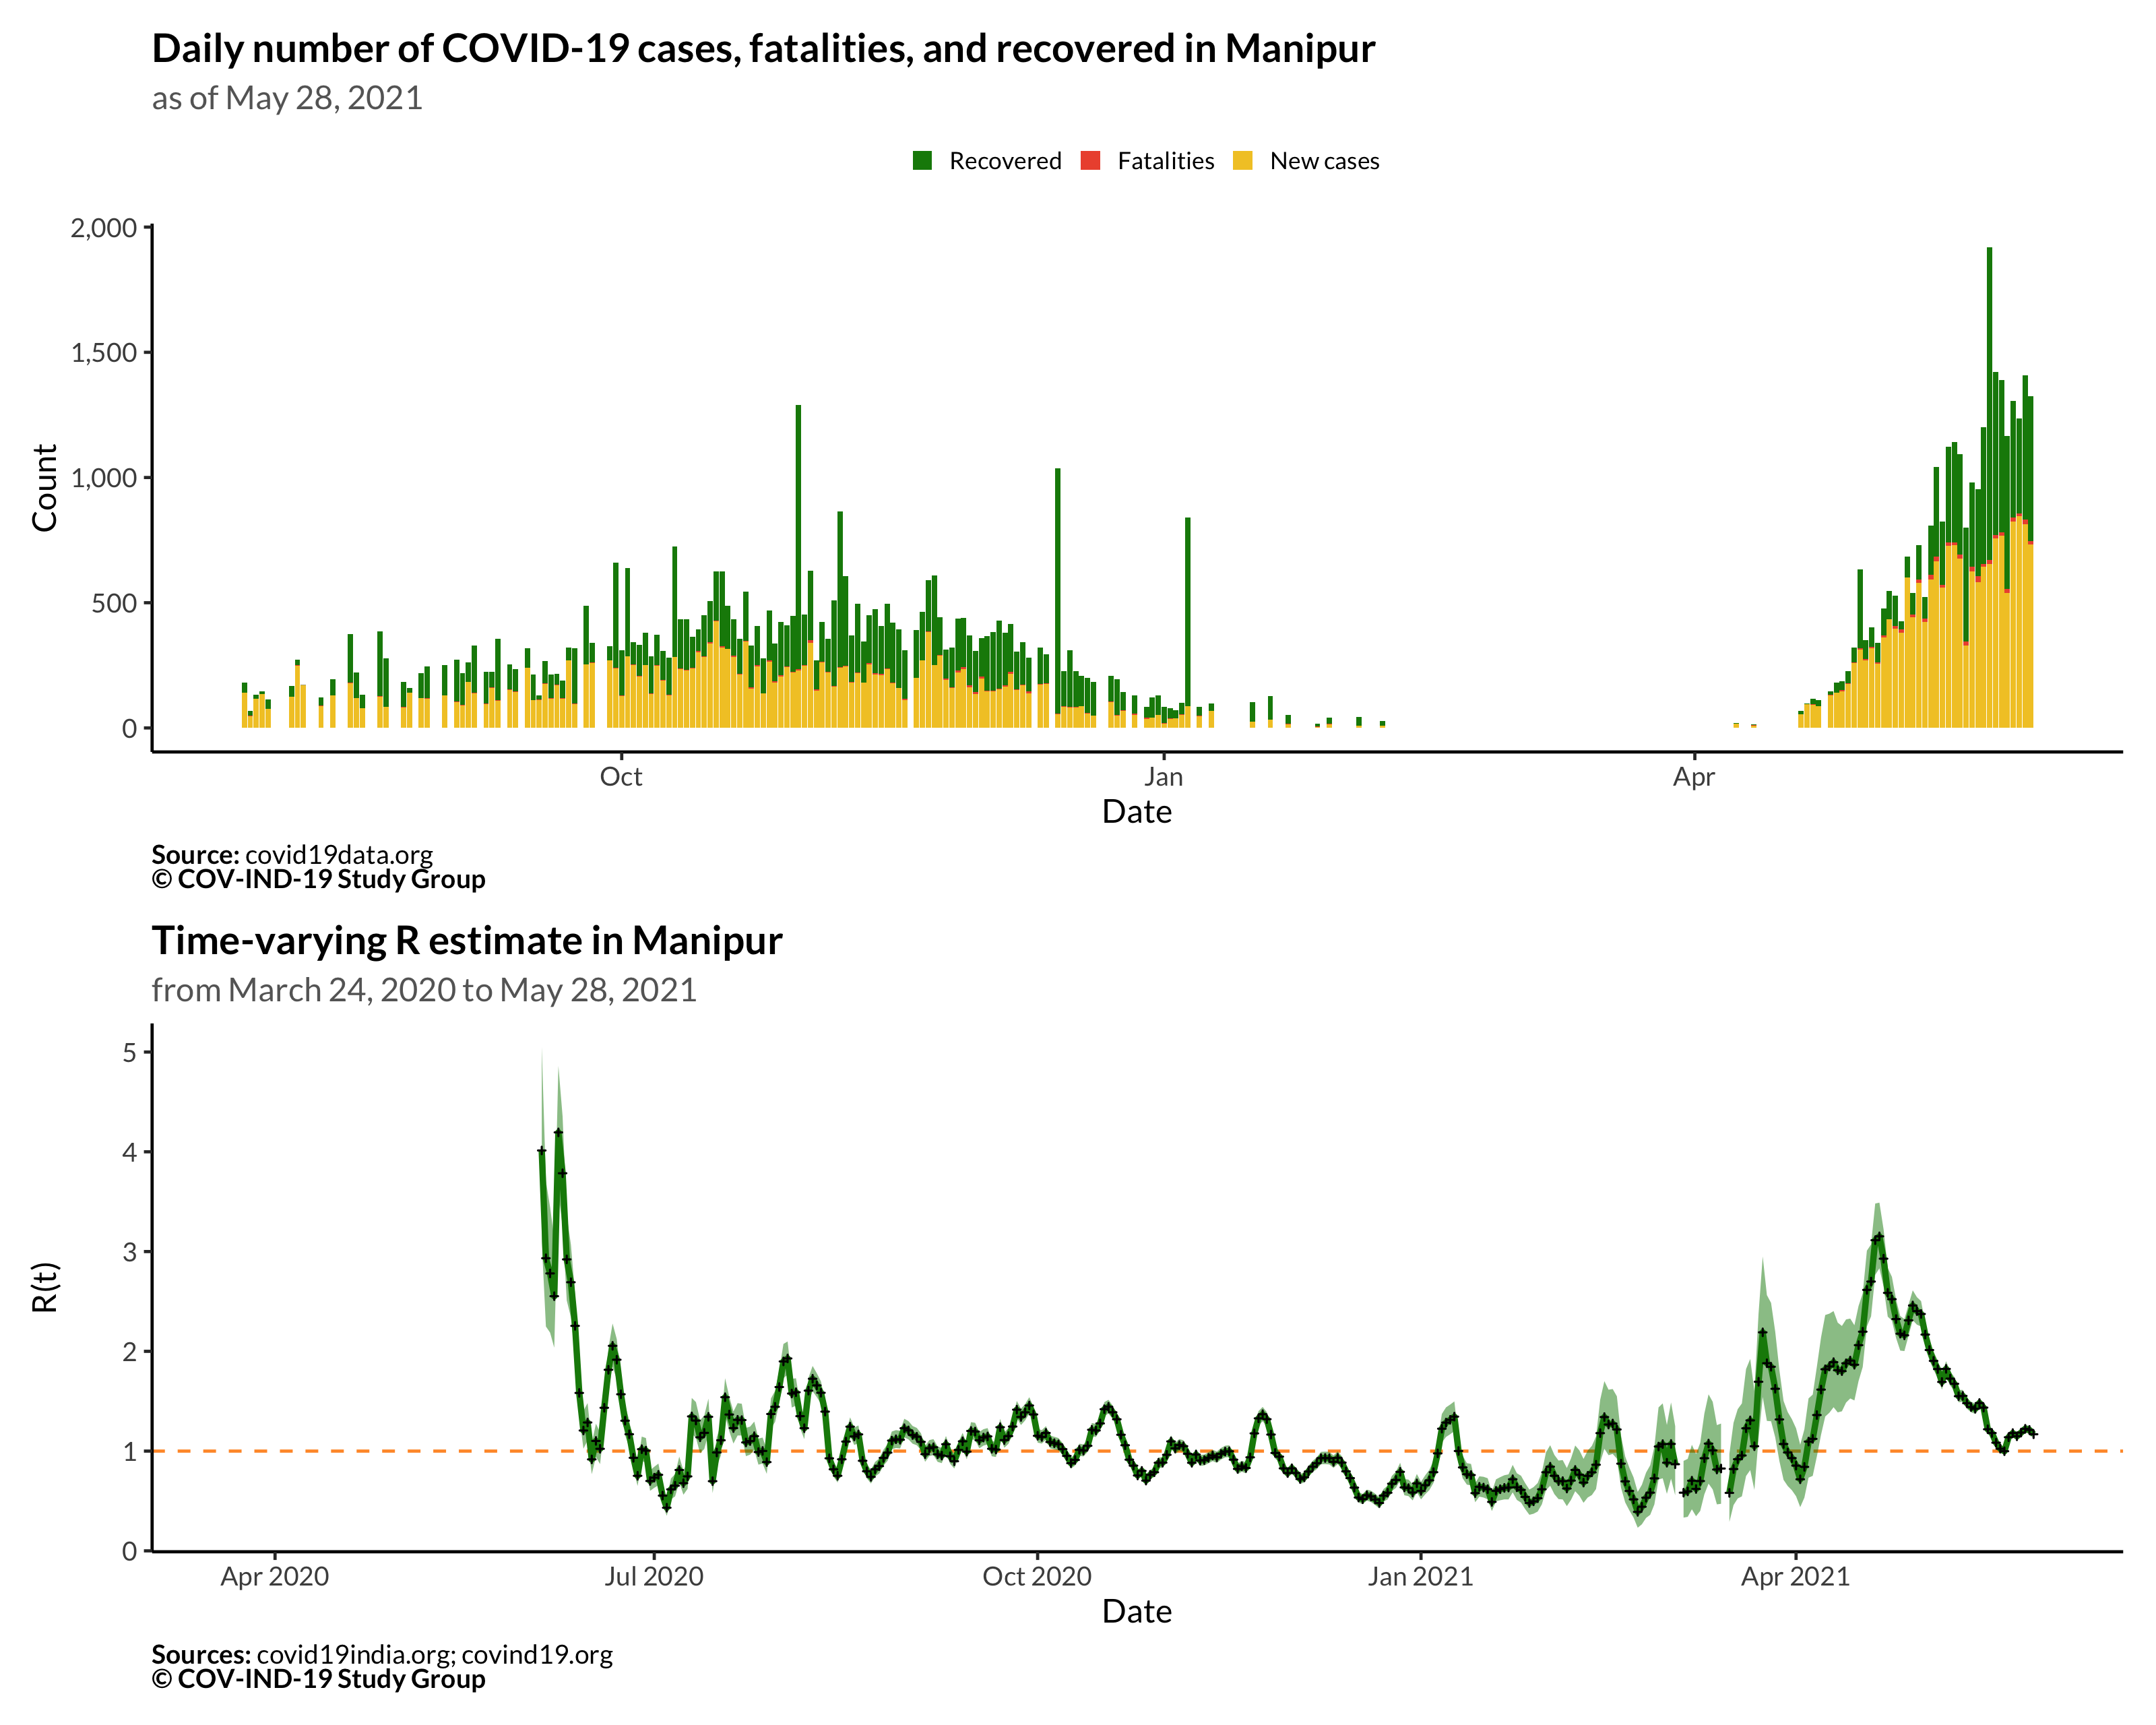 Daily number of COVID-19 cases, fatalities, and recovered in Manipur
as of May 28, 2021
Recovered Fatalities New cases
2,000
1,500
1,000
500
0
Count
Oct Jan Apr
Date
Source: covid19data.org
© COV-IND-19 Study Group
Time-varying R estimate in Manipur
from March 24, 2020 to May 28, 2021
5
4
3
2
1
0
R(t)
Apr 2020 Jul 2020 Oct 2020 Jan 2021 Apr 2021
Date
Sources: covid19india.org; covind19.org
© COV-IND-19 Study Group